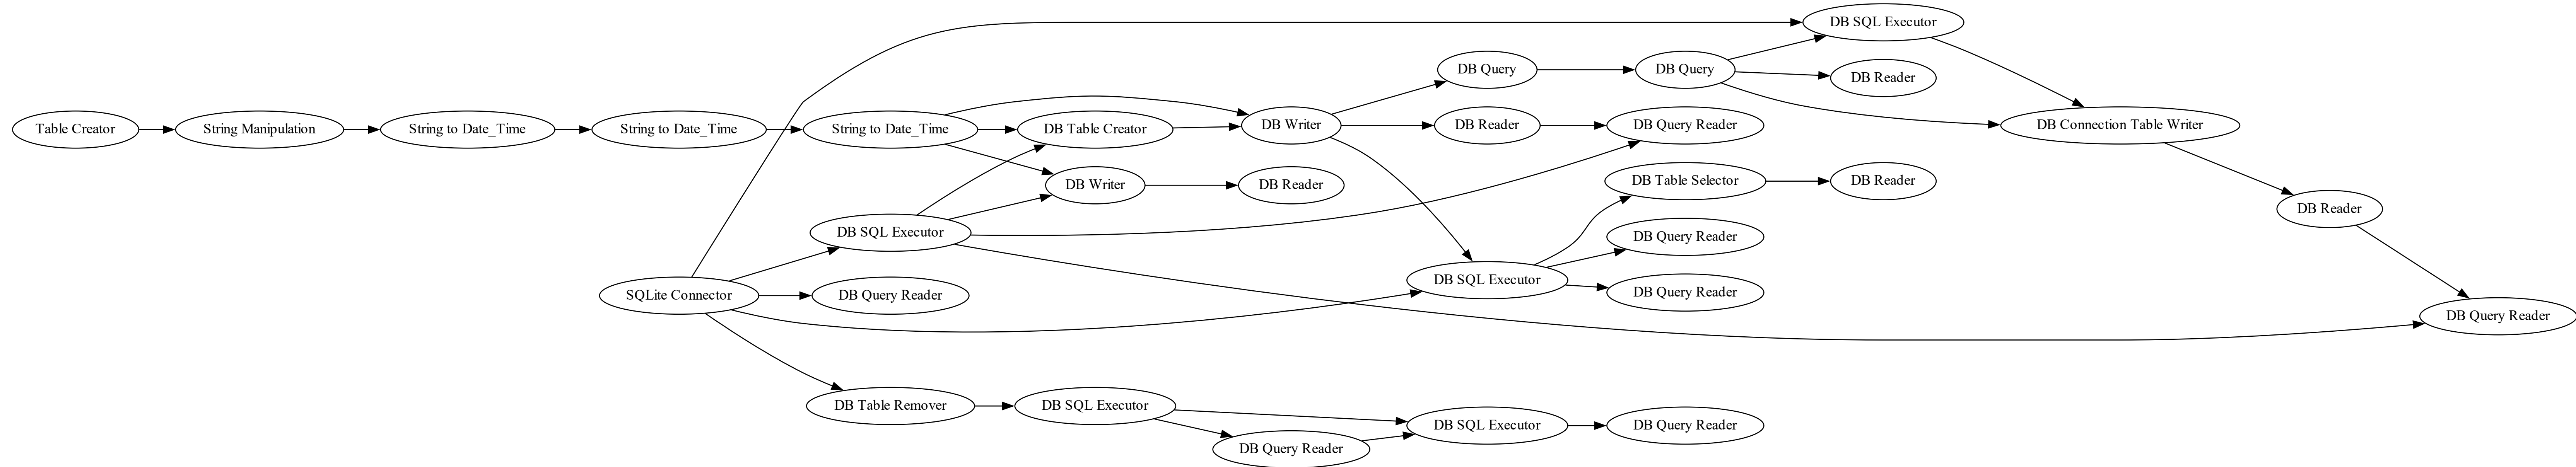 DB SQL Executor
DB Query
DB Query
DB Reader
Table Creator
String Manipulation
String to Date_Time
String to Date_Time
String to Date_Time
DB Table Creator
DB Writer
DB Reader
DB Query Reader
DB Connection Table Writer
DB Writer
DB Reader
DB Table Selector
DB Reader
DB Reader
DB SQL Executor
DB Query Reader
SQLite Connector
DB Query Reader
DB SQL Executor
DB Query Reader
DB Query Reader
DB Table Remover
DB SQL Executor
DB Query Reader
DB SQL Executor
DB Query Reader